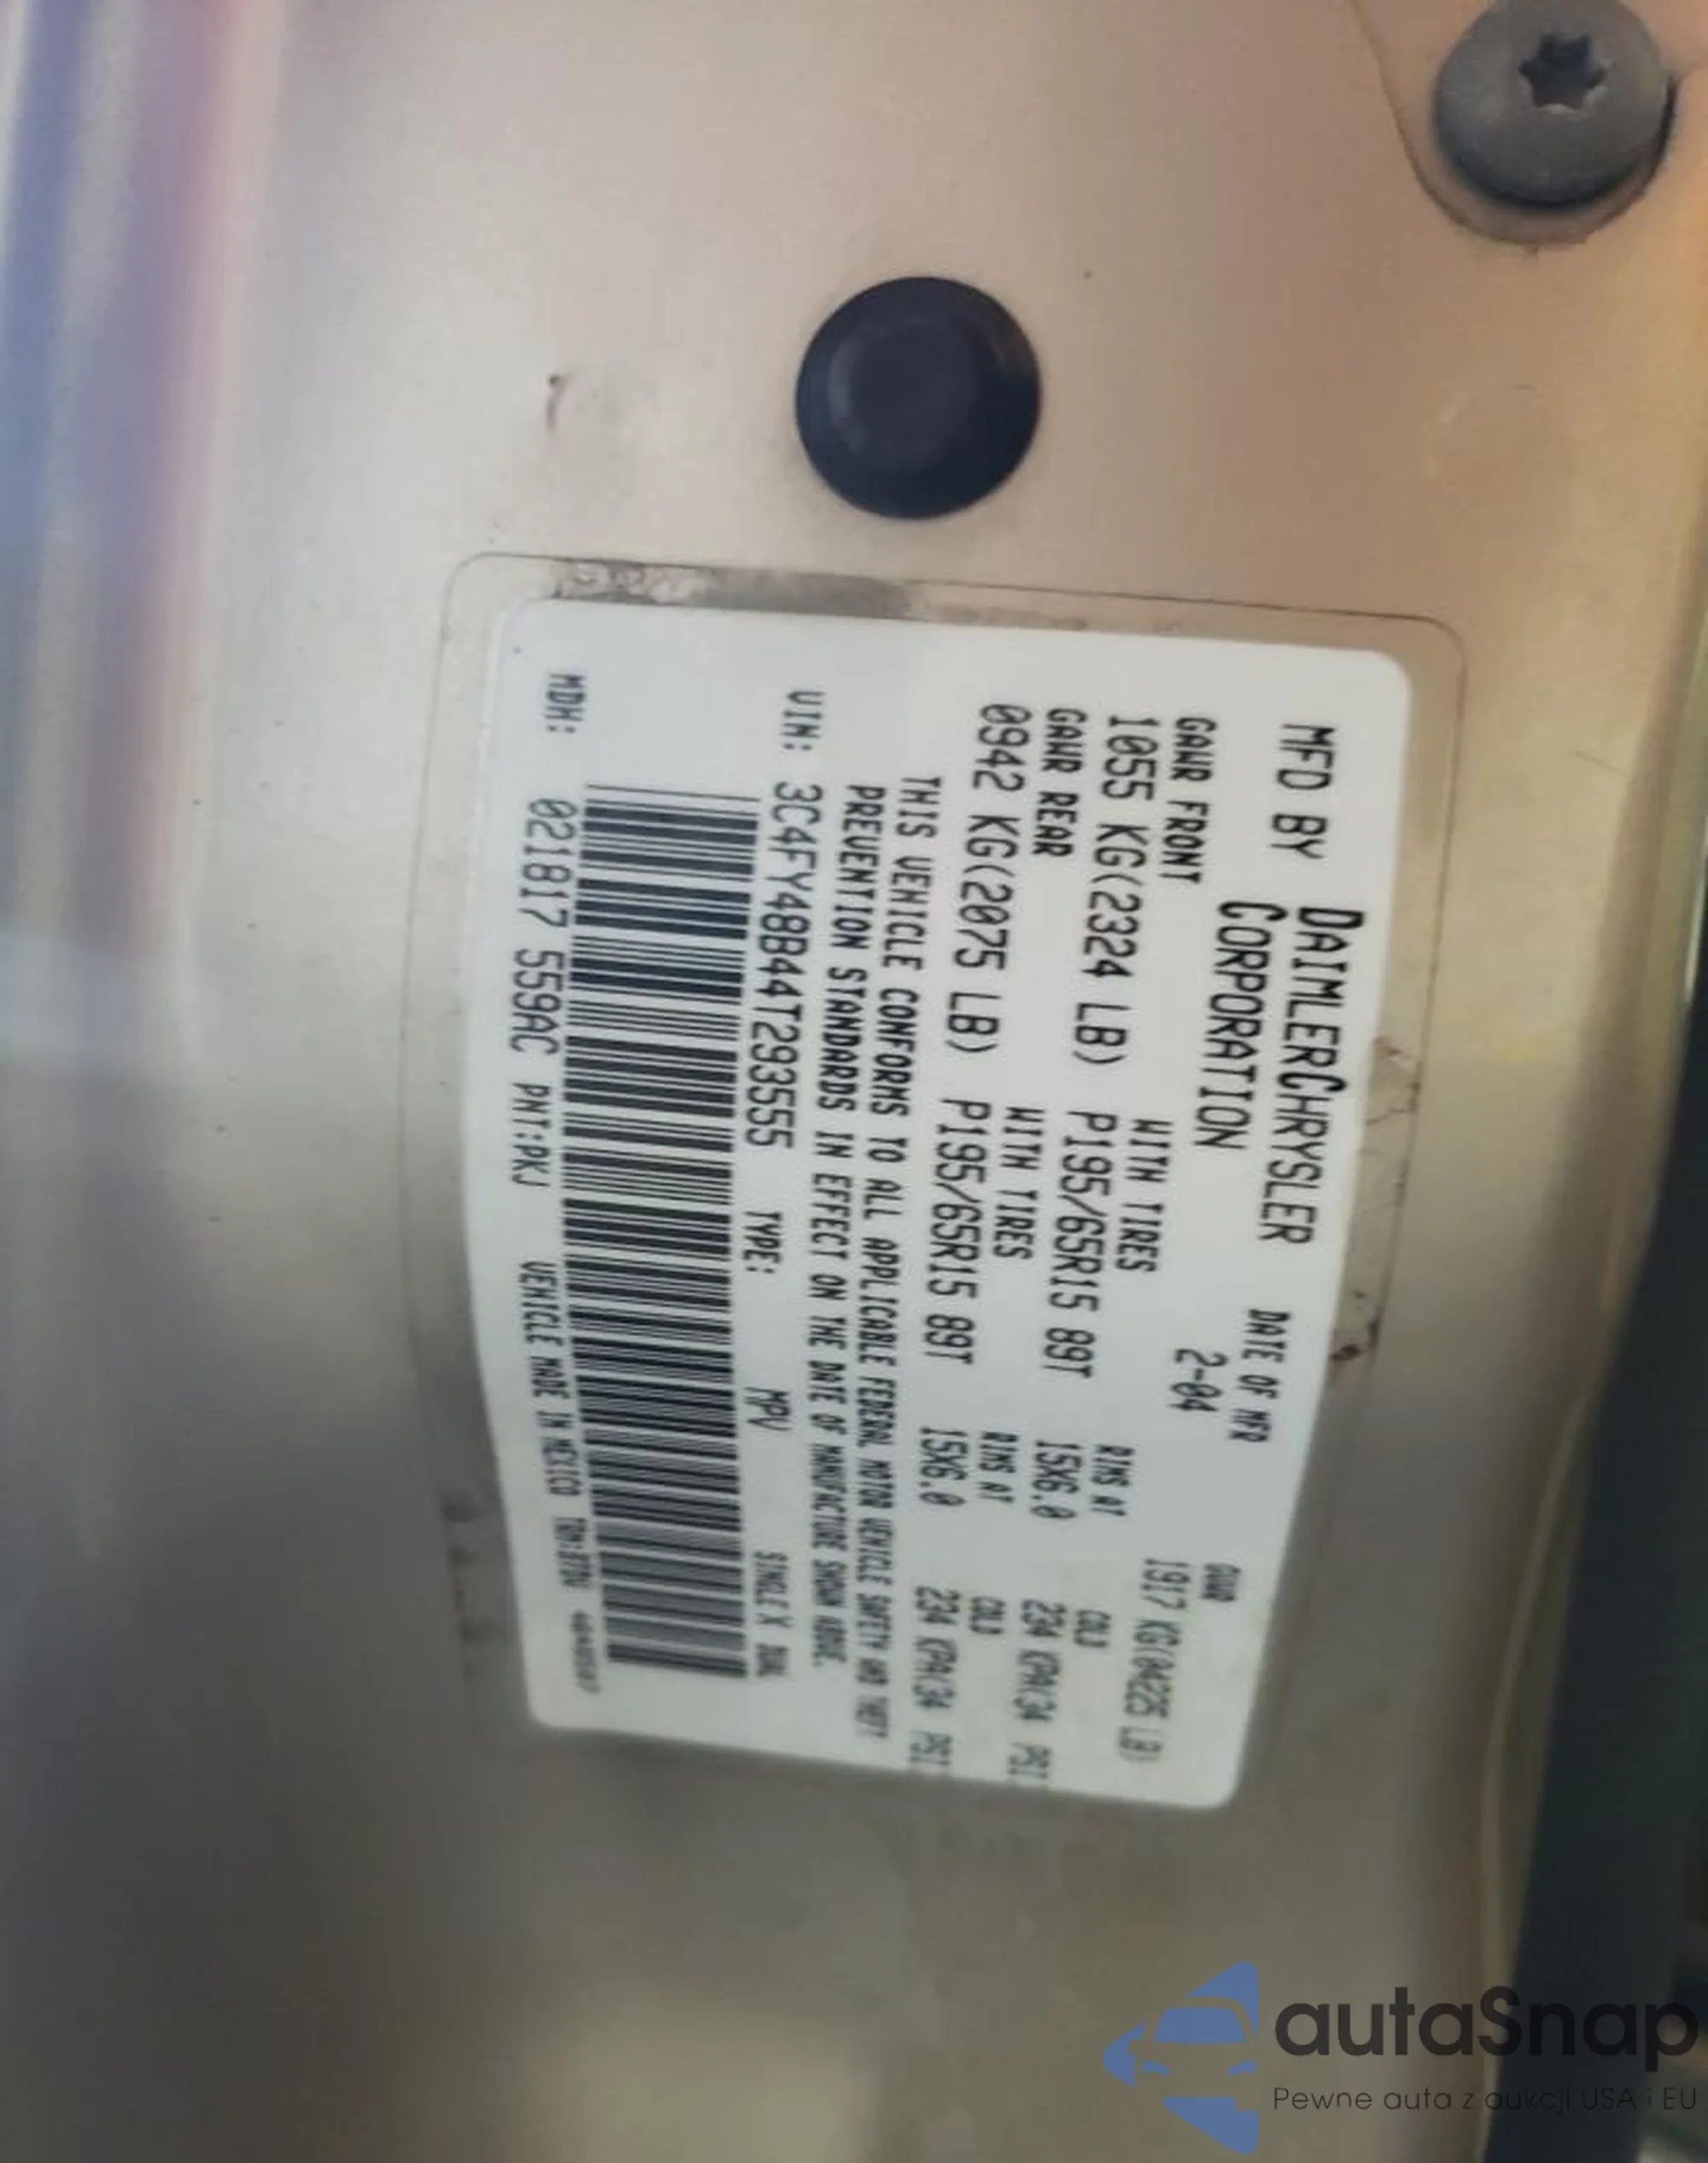 MFD BY DAIMLERCHRYSLER CORPORATION
DATE OF MFR 2-04
GVWR 1917 KG(04225 LB)
GAWR FRONT WITH TIRES RIMS AT COLD
1055 KG(2324 LB) P195/65R15 89T 15X6.0 234 KPA(34 PSI
GAWR REAR WITH TIRES RIMS AT COLD
0942 KG(2075 LB) P195/65R15 89T 15X6.0 234 KPA(34 PSI
THIS VEHICLE CONFORMS TO ALL APPLICABLE FEDERAL MOTOR VEHICLE SAFETY AND THEFT
PREVENTION STANDARDS IN EFFECT ON THE DATE OF MANUFACTURE SHOWN ABOVE.
VIN: 3C4FY48B44T293555 TYPE: MPV SINGLE X DUAL
MDH: 021817 559AC PNT:PKJ VEHICLE MADE IN MEXICO
autaSnap
Pewne auta z aukcji USA i EU